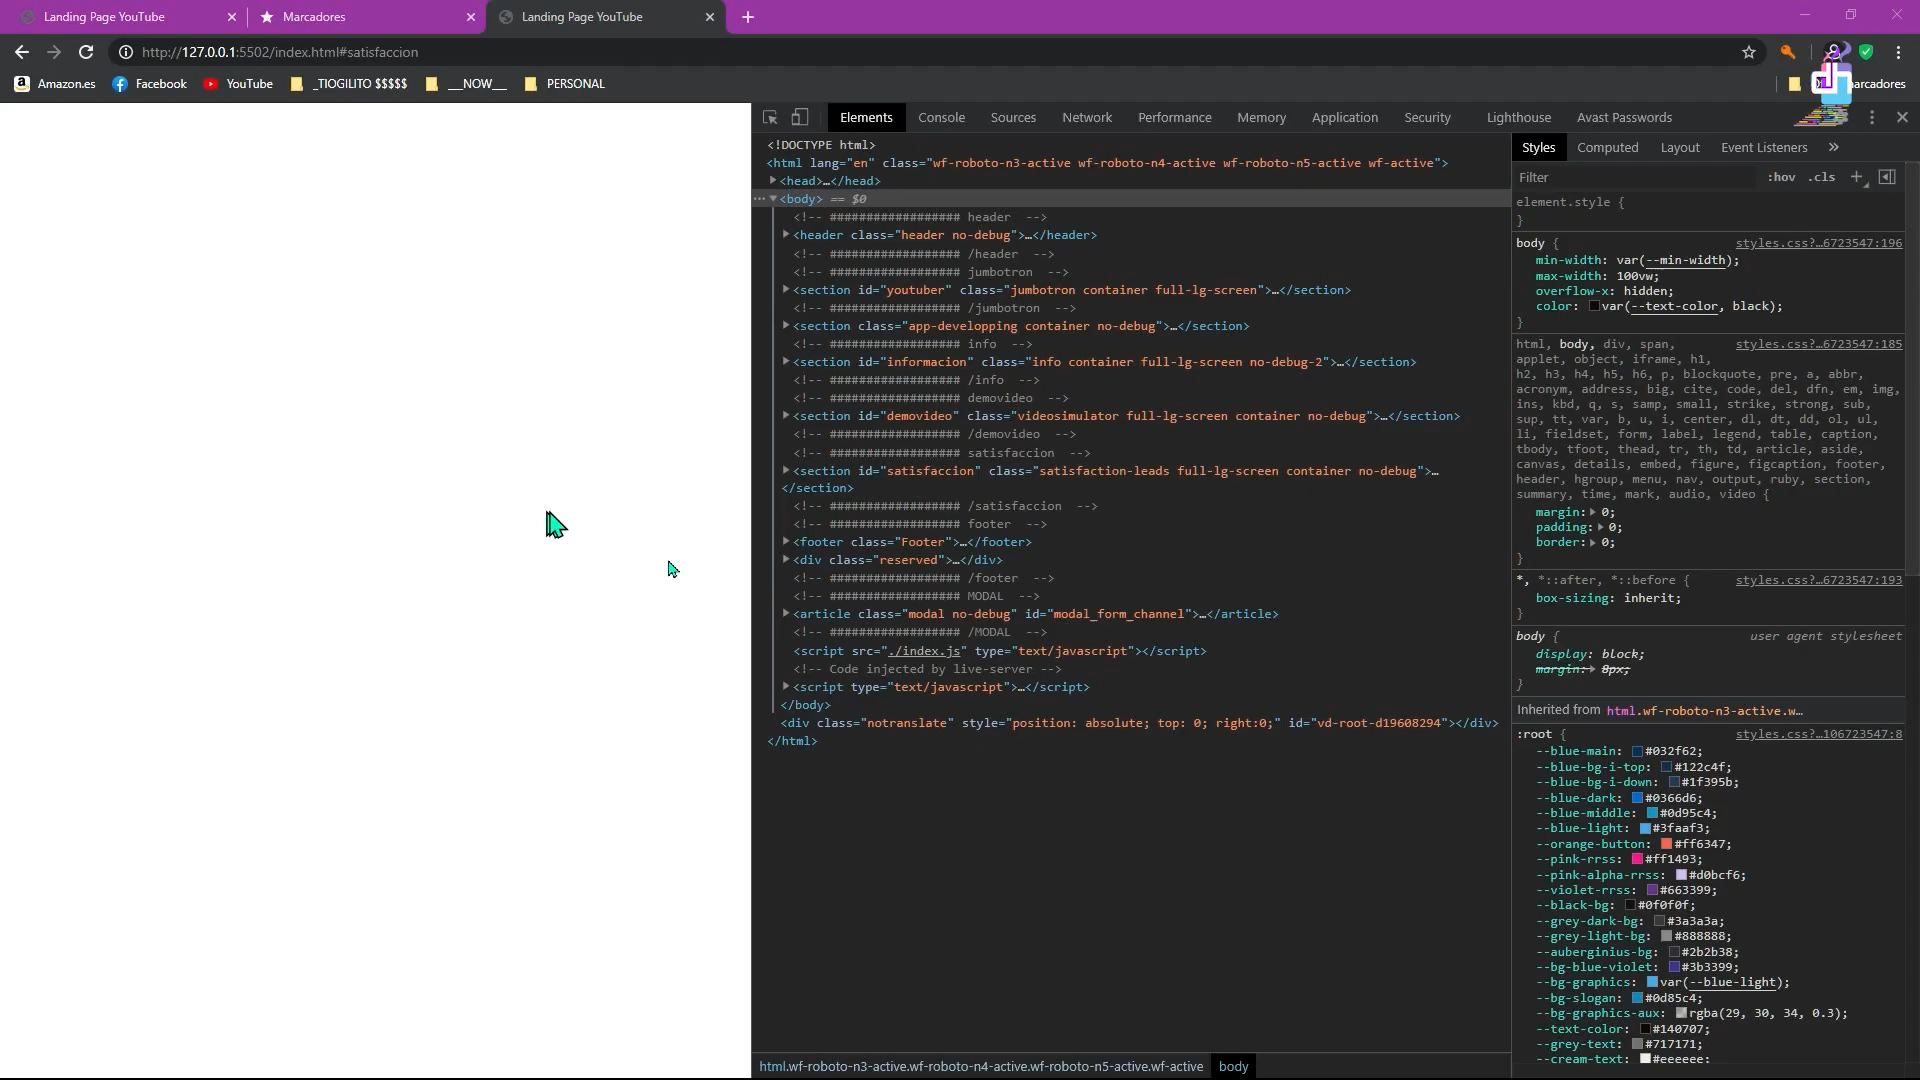 Landing Page YouTube
Marcadores
Landing Page YouTube
http://127.0.0.1:5502/index.html#satisfaccion
Amazon.es
Facebook
YouTube
_TIOGILITO $$$$$
___NOW___
PERSONAL
marcadores
Elements
Console
Sources
Network
Performance
Memory
Application
Security
Lighthouse
Avast Passwords
<!DOCTYPE html>
<html lang="en" class="wf-roboto-n3-active wf-roboto-n4-active wf-roboto-n5-active wf-active">
<head>…</head>
<body> == $0
<!-- ################## header -->
<header class="header no-debug">…</header>
<!-- ################## /header -->
<!-- ################## jumbotron -->
<section id="youtuber" class="jumbotron container full-lg-screen">…</section>
<!-- ################## /jumbotron -->
<section class="app-developping container no-debug">…</section>
<!-- ################## info -->
<section id="informacion" class="info container full-lg-screen no-debug-2">…</section>
<!-- ################## /info -->
<!-- ################## demovideo -->
<section id="demovideo" class="videosimulator full-lg-screen container no-debug">…</section>
<!-- ################## /demovideo -->
<!-- ################## satisfaccion -->
<section id="satisfaccion" class="satisfaction-leads full-lg-screen container no-debug">…
</section>
<!-- ################## /satisfaccion -->
<!-- ################## footer -->
<footer class="Footer">…</footer>
<div class="reserved">…</div>
<!-- ################## /footer -->
<!-- ################## MODAL -->
<article class="modal no-debug" id="modal_form_channel">…</article>
<!-- ################## /MODAL -->
<script src="./index.js" type="text/javascript"></script>
<!-- Code injected by live-server -->
<script type="text/javascript">…</script>
</body>
<div class="notranslate" style="position: absolute; top: 0; right:0;" id="vd-root-d19608294"></div>
</html>
html.wf-roboto-n3-active.wf-roboto-n4-active.wf-roboto-n5-active.wf-active
body
Styles
Computed
Layout
Event Listeners
Filter
:hov
.cls
element.style {
}
body { styles.css?…6723547:196
min-width: var(--min-width);
max-width: 100vw;
overflow-x: hidden;
color: var(--text-color, black);
}
html, body, div, span, styles.css?…6723547:185
applet, object, iframe, h1,
h2, h3, h4, h5, h6, p, blockquote, pre, a, abbr,
acronym, address, big, cite, code, del, dfn, em, img,
ins, kbd, q, s, samp, small, strike, strong, sub,
sup, tt, var, b, u, i, center, dl, dt, dd, ol, ul,
li, fieldset, form, label, legend, table, caption,
tbody, tfoot, thead, tr, th, td, article, aside,
canvas, details, embed, figure, figcaption, footer,
header, hgroup, menu, nav, output, ruby, section,
summary, time, mark, audio, video {
margin: 0;
padding: 0;
border: 0;
}
*, *::after, *::before { styles.css?…6723547:193
box-sizing: inherit;
}
body { user agent stylesheet
display: block;
margin: 8px;
}
Inherited from html.wf-roboto-n3-active.w…
:root { styles.css?…106723547:8
--blue-main: #032f62;
--blue-bg-i-top: #122c4f;
--blue-bg-i-down: #1f395b;
--blue-dark: #0366d6;
--blue-middle: #0d95c4;
--blue-light: #3faaf3;
--orange-button: #ff6347;
--pink-rrss: #ff1493;
--pink-alpha-rrss: #d0bcf6;
--violet-rrss: #663399;
--black-bg: #0f0f0f;
--grey-dark-bg: #3a3a3a;
--grey-light-bg: #888888;
--auberginius-bg: #2b2b38;
--bg-blue-violet: #3b3399;
--bg-graphics: var(--blue-light);
--bg-slogan: #0d85c4;
--bg-graphics-aux: rgba(29, 30, 34, 0.3);
--text-color: #140707;
--grey-text: #717171;
--cream-text: #eeeeee;